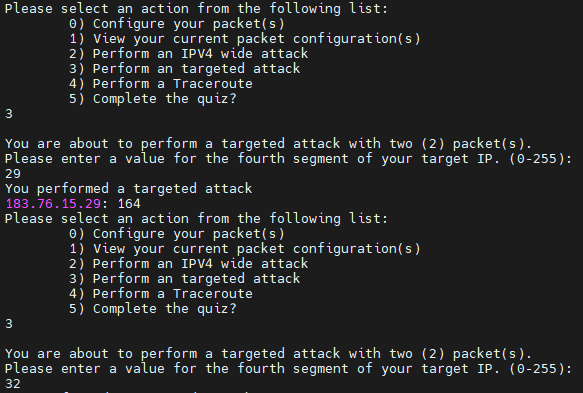 Please select an action from the following list:
0) Configure your packet(s)
1) View your current packet configuration(s)
2) Perform an IPV4 wide attack
3) Perform an targeted attack
4) Perform a Traceroute
5) Complete the quiz?
3
You are about to perform a targeted attack with two (2) packet(s).
Please enter a value for the fourth segment of your target IP. (0-255):
29
You performed a targeted attack
183.76.15.29: 164
Please select an action from the following list:
0) Configure your packet(s)
1) View your current packet configuration(s)
2) Perform an IPV4 wide attack
3) Perform an targeted attack
4) Perform a Traceroute
5) Complete the quiz?
3
You are about to perform a targeted attack with two (2) packet(s).
Please enter a value for the fourth segment of your target IP. (0-255):
32